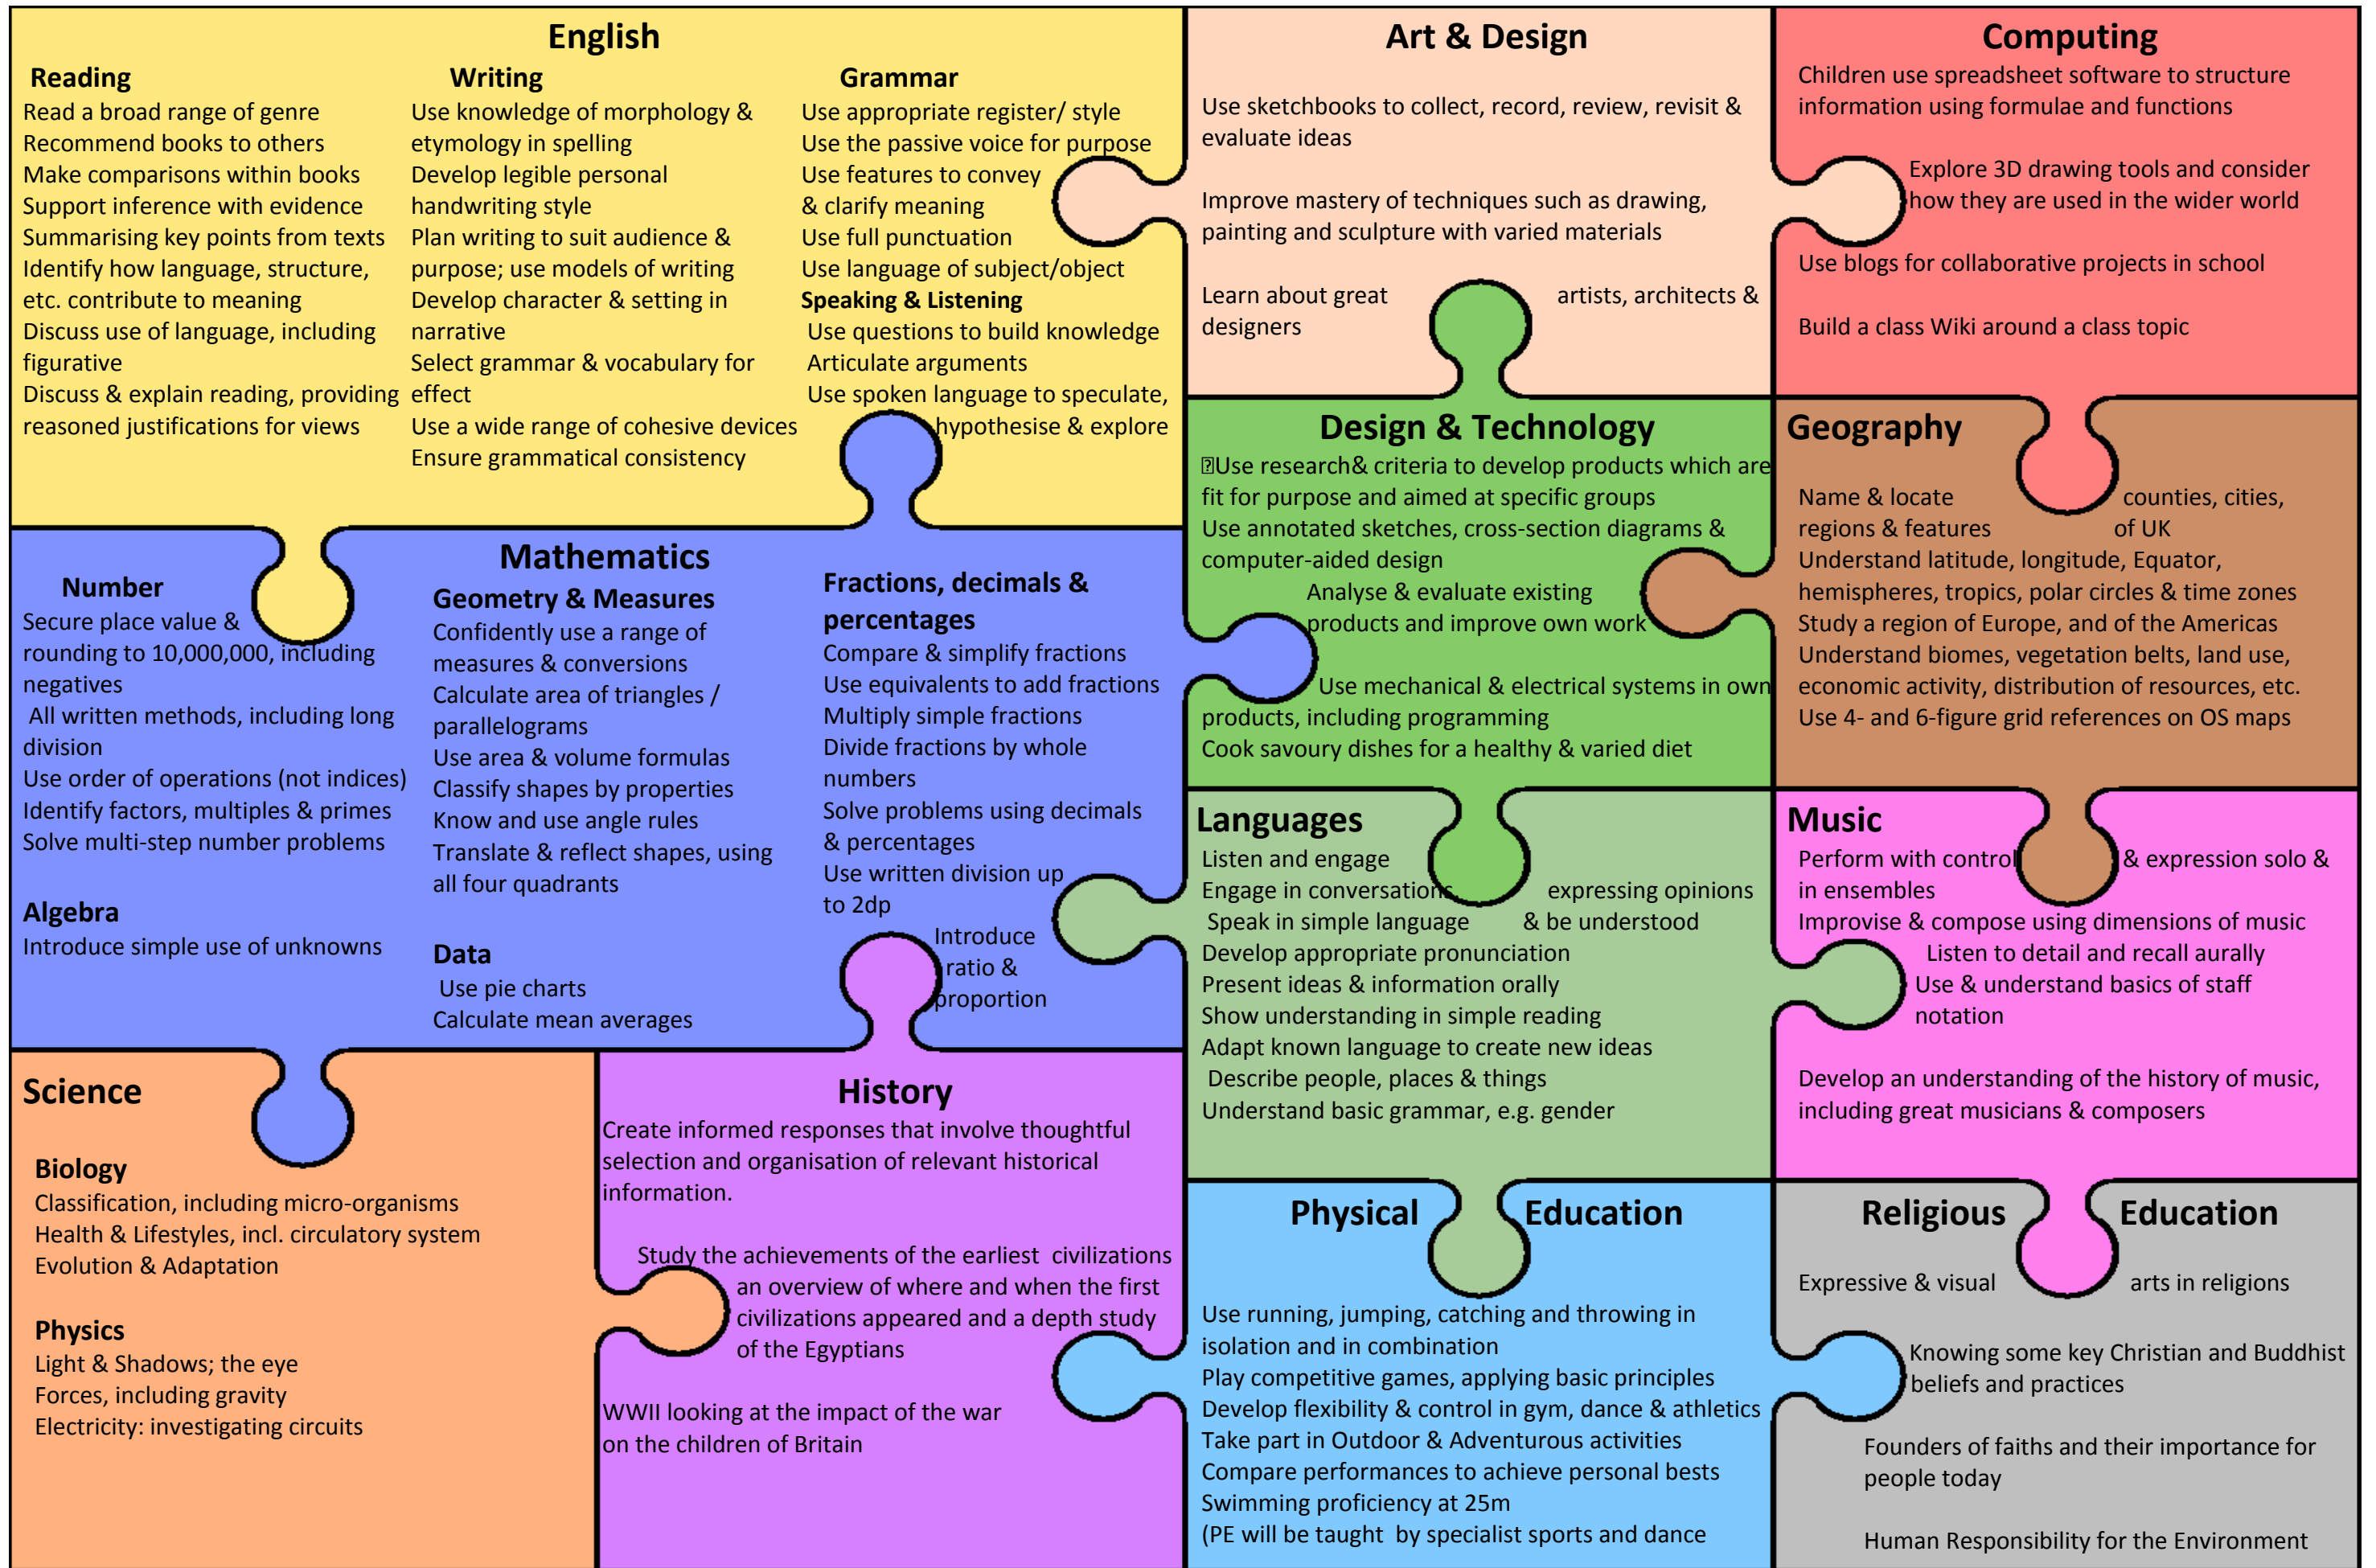 English
Reading
Read a broad range of genre
Recommend books to others
Make comparisons within books
Support inference with evidence
Summarising key points from texts
Identify how language, structure,
etc. contribute to meaning
Discuss use of language, including
figurative
Discuss & explain reading, providing
reasoned justifications for views
Writing
Use knowledge of morphology &
etymology in spelling
Develop legible personal
handwriting style
Plan writing to suit audience &
purpose; use models of writing
Develop character & setting in
narrative
Select grammar & vocabulary for
effect
Use a wide range of cohesive devices
Ensure grammatical consistency
Grammar
Use appropriate register/ style
Use the passive voice for purpose
Use features to convey
& clarify meaning
Use full punctuation
Use language of subject/object
Speaking & Listening
Use questions to build knowledge
Articulate arguments
Use spoken language to speculate,
hypothesise & explore
Art & Design
Use sketchbooks to collect, record, review, revisit &
evaluate ideas
Improve mastery of techniques such as drawing,
painting and sculpture with varied materials
Learn about great artists, architects &
designers
Computing
Children use spreadsheet software to structure
information using formulae and functions
Explore 3D drawing tools and consider
how they are used in the wider world
Use blogs for collaborative projects in school
Build a class Wiki around a class topic
Mathematics
Number
Secure place value &
rounding to 10,000,000, including
negatives
All written methods, including long
division
Use order of operations (not indices)
Identify factors, multiples & primes
Solve multi-step number problems
Algebra
Introduce simple use of unknowns
Geometry & Measures
Confidently use a range of
measures & conversions
Calculate area of triangles /
parallelograms
Use area & volume formulas
Classify shapes by properties
Know and use angle rules
Translate & reflect shapes, using
all four quadrants
Data
Use pie charts
Calculate mean averages
Fractions, decimals &
percentages
Compare & simplify fractions
Use equivalents to add fractions
Multiply simple fractions
Divide fractions by whole
numbers
Solve problems using decimals
& percentages
Use written division up
to 2dp
Introduce
ratio &
proportion
Design & Technology
Use research& criteria to develop products which are
fit for purpose and aimed at specific groups
Use annotated sketches, cross-section diagrams &
computer-aided design
Analyse & evaluate existing
products and improve own work
Use mechanical & electrical systems in own
products, including programming
Cook savoury dishes for a healthy & varied diet
Geography
Name & locate counties, cities,
regions & features of UK
Understand latitude, longitude, Equator,
hemispheres, tropics, polar circles & time zones
Study a region of Europe, and of the Americas
Understand biomes, vegetation belts, land use,
economic activity, distribution of resources, etc.
Use 4- and 6-figure grid references on OS maps
Languages
Listen and engage
Engage in conversations expressing opinions
Speak in simple language & be understood
Develop appropriate pronunciation
Present ideas & information orally
Show understanding in simple reading
Adapt known language to create new ideas
Describe people, places & things
Understand basic grammar, e.g. gender
Music
Perform with control & expression solo &
in ensembles
Improvise & compose using dimensions of music
Listen to detail and recall aurally
Use & understand basics of staff
notation
Develop an understanding of the history of music,
including great musicians & composers
Science
Biology
Classification, including micro-organisms
Health & Lifestyles, incl. circulatory system
Evolution & Adaptation
Physics
Light & Shadows; the eye
Forces, including gravity
Electricity: investigating circuits
History
Create informed responses that involve thoughtful
selection and organisation of relevant historical
information.
Study the achievements of the earliest civilizations
an overview of where and when the first
civilizations appeared and a depth study
of the Egyptians
WWII looking at the impact of the war
on the children of Britain
Physical Education
Use running, jumping, catching and throwing in
isolation and in combination
Play competitive games, applying basic principles
Develop flexibility & control in gym, dance & athletics
Take part in Outdoor & Adventurous activities
Compare performances to achieve personal bests
Swimming proficiency at 25m
(PE will be taught by specialist sports and dance
Religious Education
Expressive & visual arts in religions
Knowing some key Christian and Buddhist
beliefs and practices
Founders of faiths and their importance for
people today
Human Responsibility for the Environment